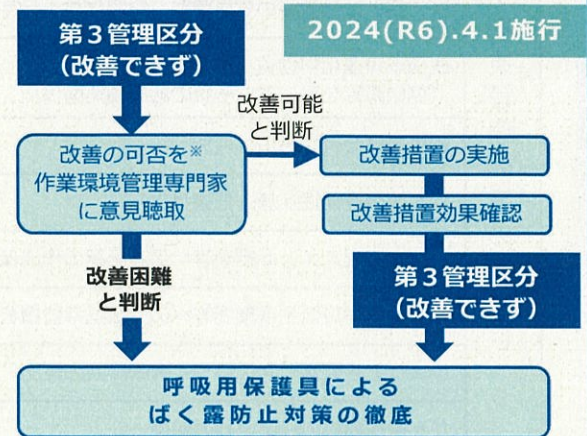 2024(R6).4.1施行
第3管理区分
(改善できず)
改善可能
と判断
改善の可否を※
作業環境管理専門家
に意見聴取
改善措置の実施
改善措置効果確認
改善困難
と判断
第3管理区分
(改善できず)
呼吸用保護具による
ばく露防止対策の徹底